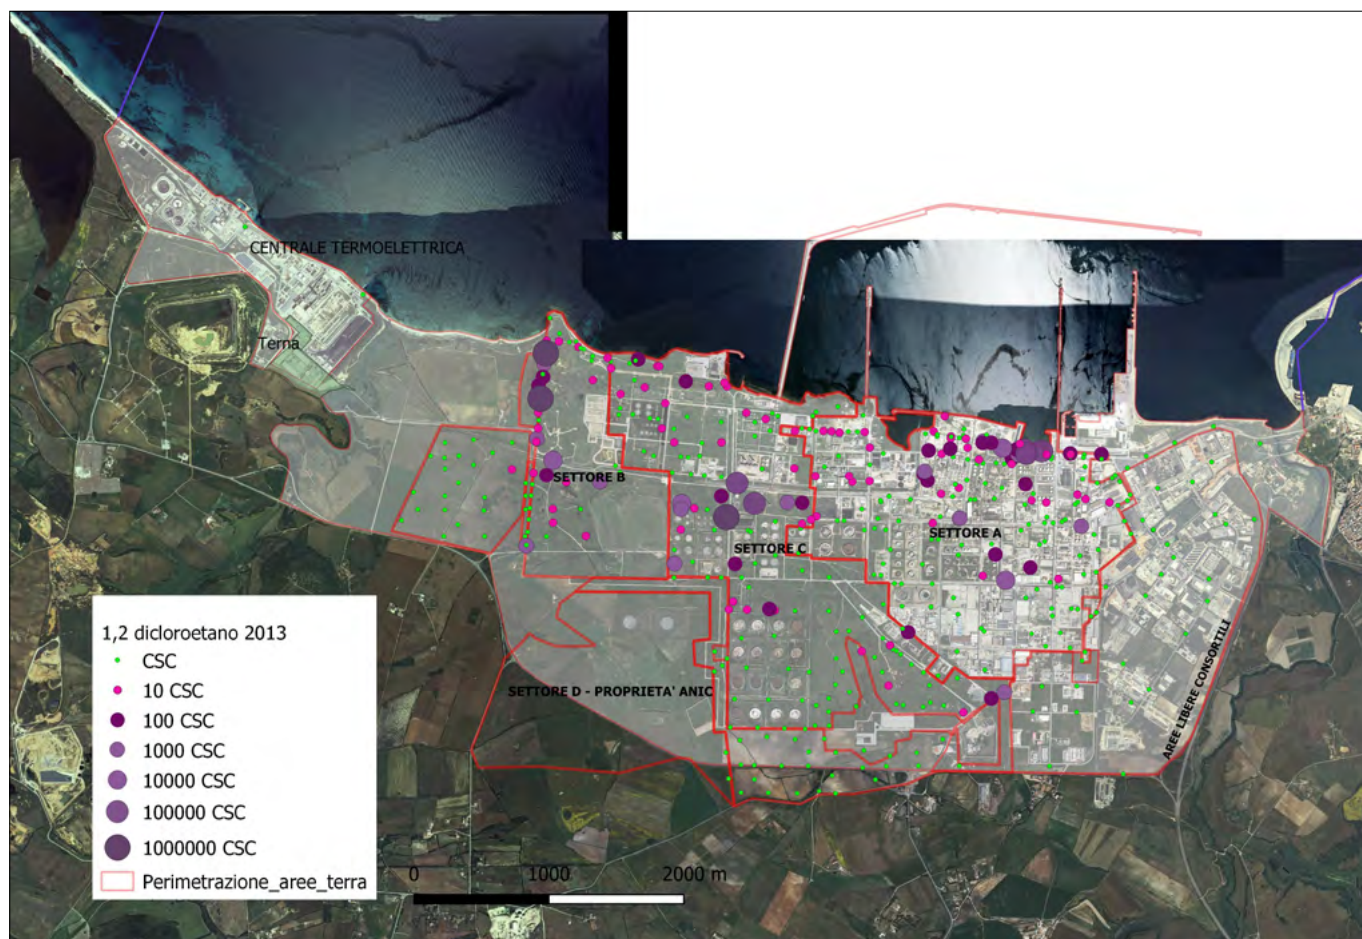 CENTRALE TERMOELETTRICA
Terna
SETTORE B
SETTORE C
SETTORE A
SETTORE D - PROPRIETA' ANIC
AREE LIBERE CONSORTILI
1,2 dicloroetano 2013
CSC
10 CSC
100 CSC
1000 CSC
10000 CSC
100000 CSC
1000000 CSC
Perimetrazione_aree_terra
0 1000 2000 m